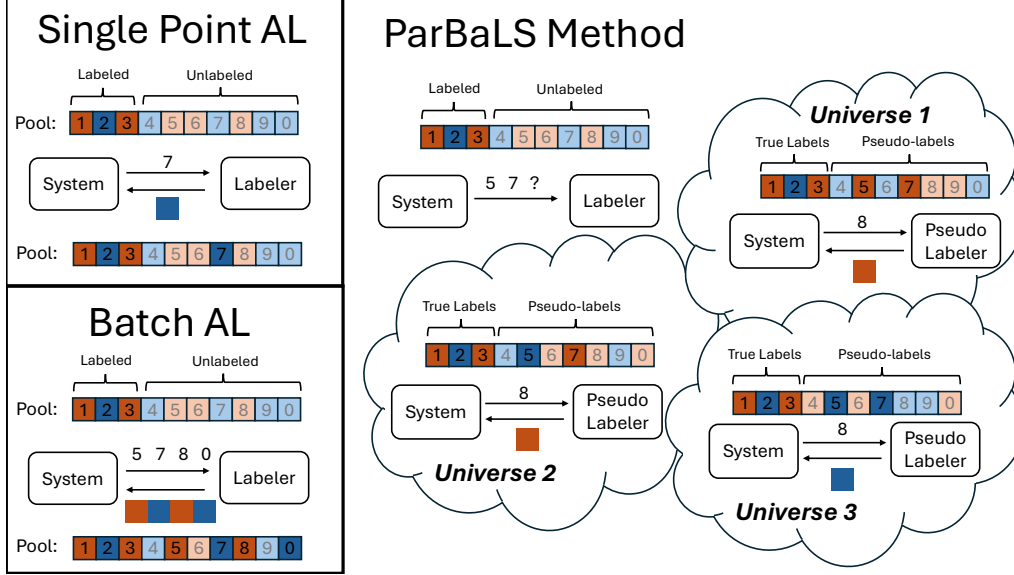 Single Point AL
Labeled Unlabeled
Pool: 1 2 3 4 5 6 7 8 9 0
7
System Labeler
Pool: 1 2 3 4 5 6 7 8 9 0
Batch AL
Labeled Unlabeled
Pool: 1 2 3 4 5 6 7 8 9 0
5 7 8 0
System Labeler
Pool: 1 2 3 4 5 6 7 8 9 0
ParBaLS Method
Labeled Unlabeled
1 2 3 4 5 6 7 8 9 0
5 7 ?
System Labeler
Universe 1
True Labels Pseudo-labels
1 2 3 4 5 6 7 8 9 0
8
System Pseudo
Labeler
True Labels Pseudo-labels
1 2 3 4 5 6 7 8 9 0
8
System Pseudo
Labeler
Universe 2
True Labels Pseudo-labels
1 2 3 4 5 6 7 8 9 0
8
System Pseudo
Labeler
Universe 3